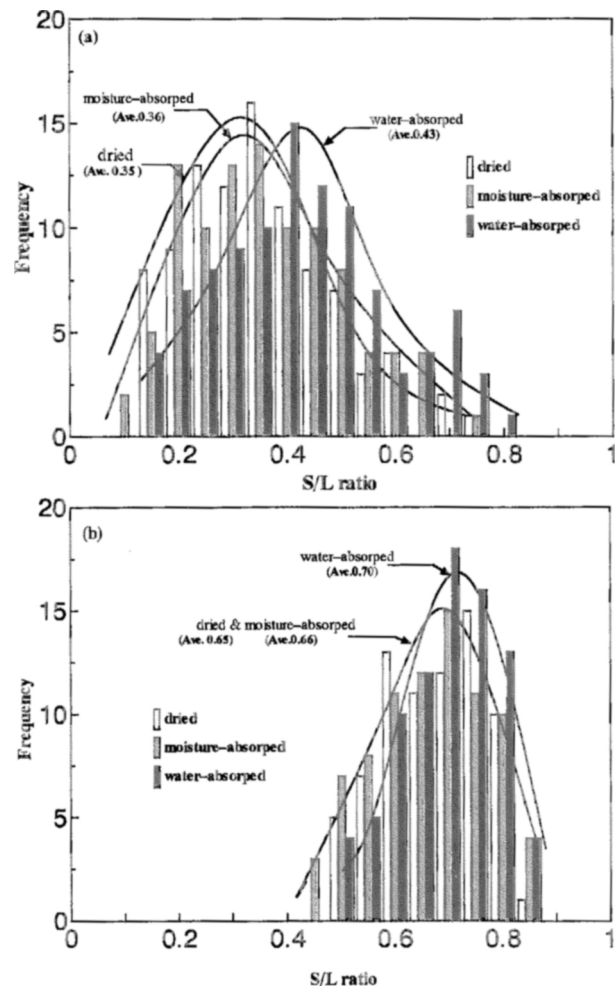 20
(a)
moisture-absorped
(Ave.0.36)
water-absorped
(Ave.0.43)
15
dried
(Ave. 0.35)
dried
moisture-absorped
water-absorped
10
Frequency
5
0
0 0.2 0.4 0.6 0.8 1
S/L ratio
20
(b)
water-absorped
(Ave.0.70)
15
dried & moisture-absorped
(Ave. 0.65) (Ave.0.66)
10
dried
moisture-absorped
water-absorped
Frequency
5
0
0 0.2 0.4 0.6 0.8 1
S/L ratio